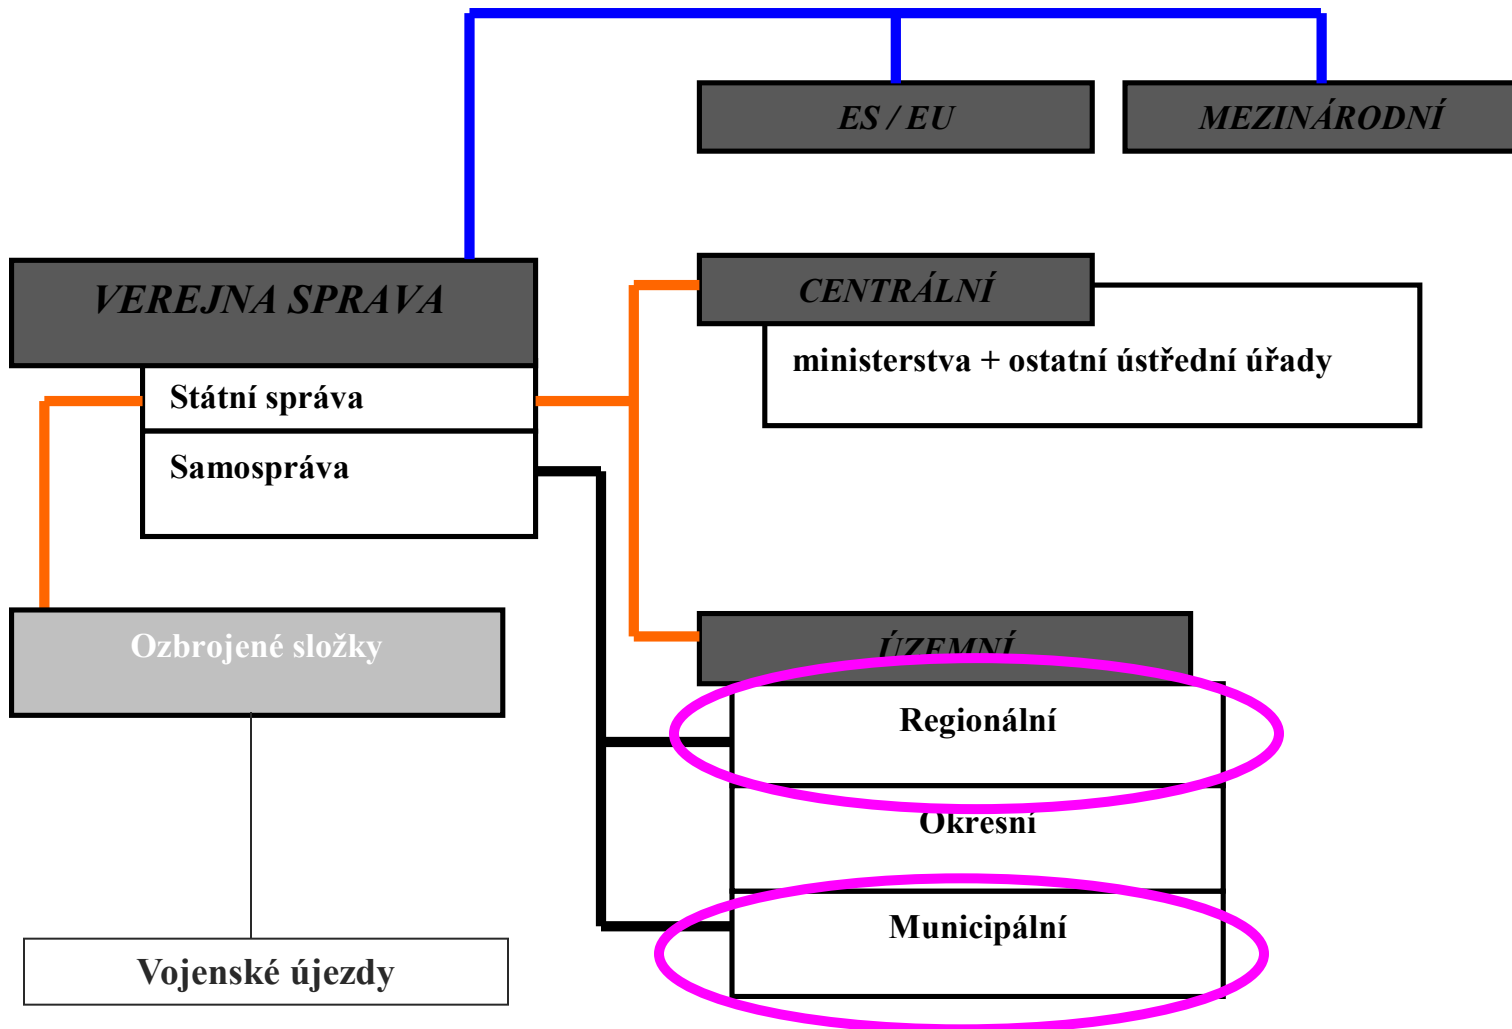 ES / EU
MEZINÁRODNÍ
VEREJNA SPRAVA
CENTRÁLNÍ
ministerstva + ostatní ústřední úřady
Státní správa
Samospráva
Ozbrojené složky
ÚZEMNÍ
Regionální
Okresní
Municipální
Vojenské újezdy